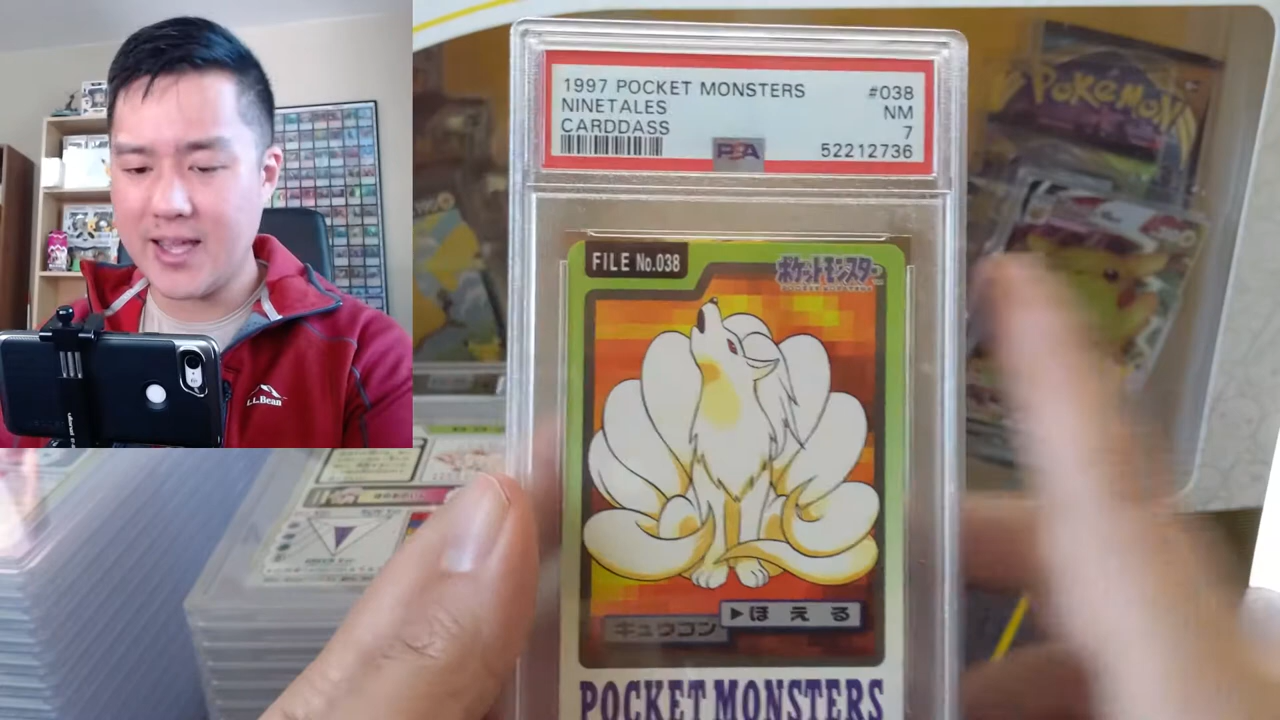 1997 POCKET MONSTERS #038
NINETALES NM
CARDDASS 7
PSA 52212736
FILE No.038
ポケットモンスター
▶ほえる
キュウコン
POCKET MONSTERS
Pokémon
L.L.Bean